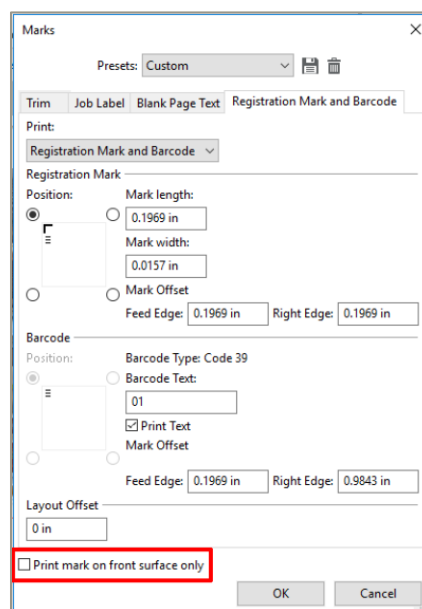 Marks
Presets: Custom
Trim Job Label Blank Page Text Registration Mark and Barcode
Print:
Registration Mark and Barcode
Registration Mark
Position: Mark length:
0.1969 in
Mark width:
0.0157 in
Mark Offset
Feed Edge: 0.1969 in Right Edge: 0.1969 in
Barcode
Position: Barcode Type: Code 39
Barcode Text:
01
Print Text
Mark Offset
Feed Edge: 0.1969 in Right Edge: 0.9843 in
Layout Offset
0 in
Print mark on front surface only
OK Cancel